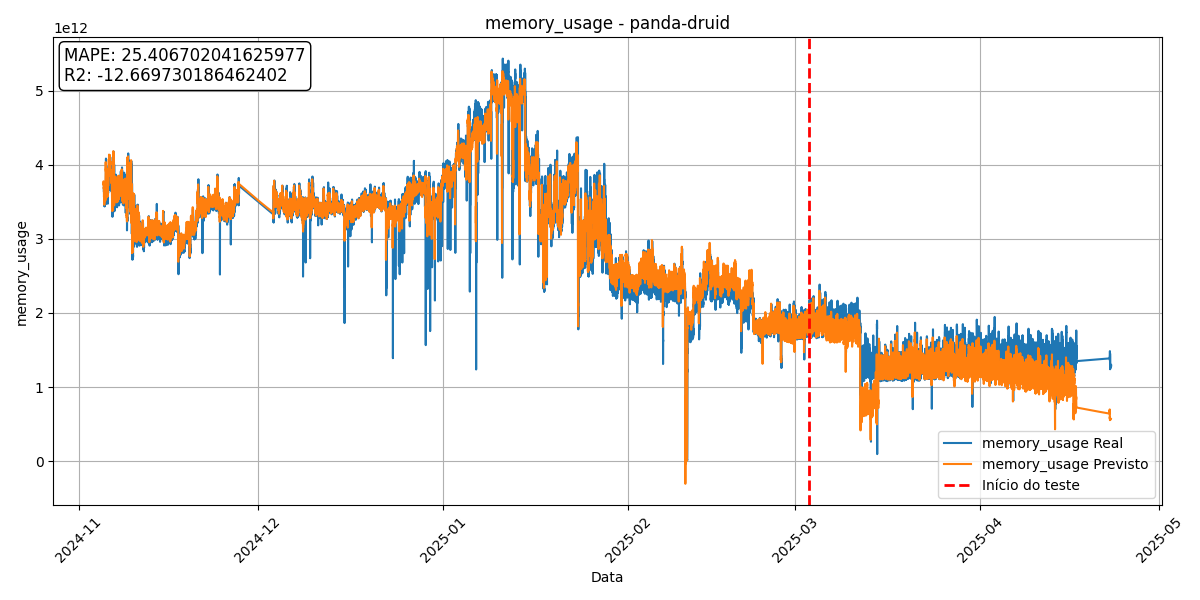 memory_usage - panda-druid
1e12
MAPE: 25.406702041625977
R2: -12.669730186462402
5
4
3
2
1
0
memory_usage
memory_usage Real
memory_usage Previsto
Início do teste
2024-11
2024-12
2025-01
2025-02
2025-03
2025-04
2025-05
Data